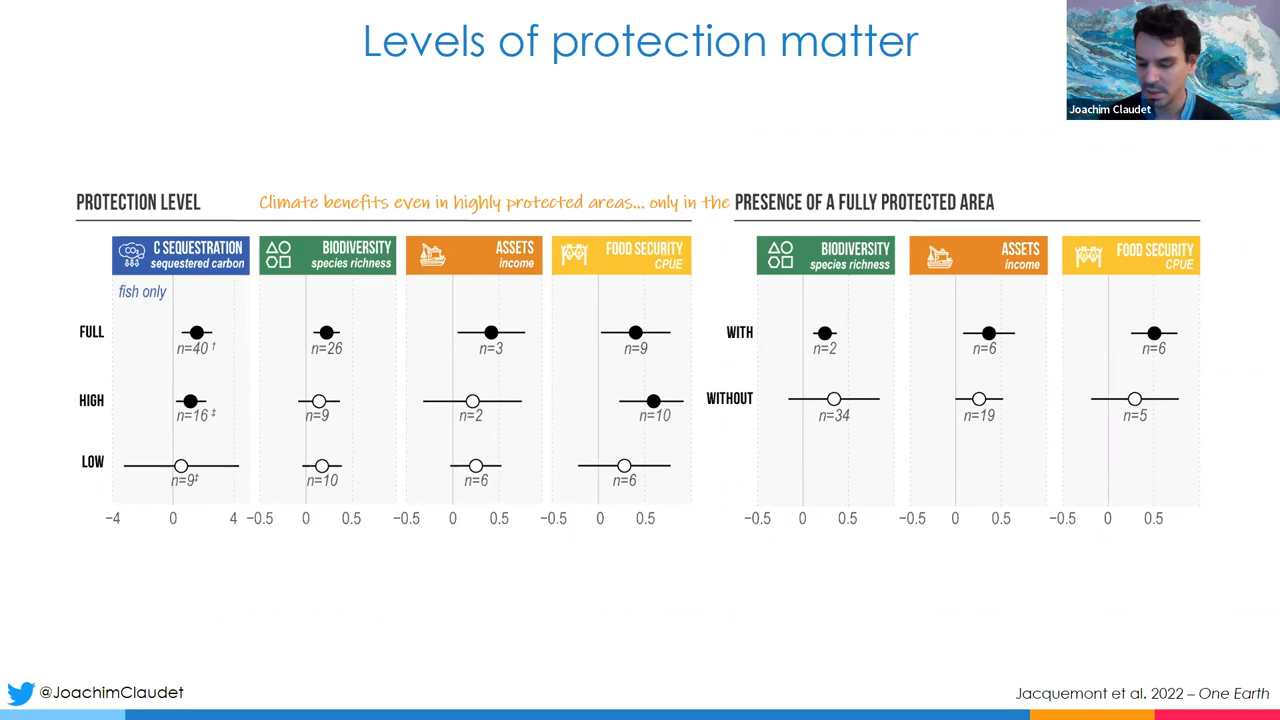 Levels of protection matter
Joachim Claudet
PROTECTION LEVEL
Climate benefits even in highly protected areas... only in the
PRESENCE OF A FULLY PROTECTED AREA
C SEQUESTRATION
sequestered carbon
BIODIVERSITY
species richness
ASSETS
income
FOOD SECURITY
CPUE
BIODIVERSITY
species richness
ASSETS
income
FOOD SECURITY
CPUE
CO2
fish only
FULL
n=40 †
n=26
n=3
n=9
HIGH
n=16 ‡
n=9
n=2
n=10
LOW
n=9‡
n=10
n=6
n=6
−4 0 4 −0.5 0 0.5 −0.5 0 0.5 −0.5 0 0.5
WITH
n=2
n=6
n=6
WITHOUT
n=34
n=19
n=5
−0.5 0 0.5 −0.5 0 0.5 −0.5 0 0.5
@JoachimClaudet
Jacquemont et al. 2022 – One Earth